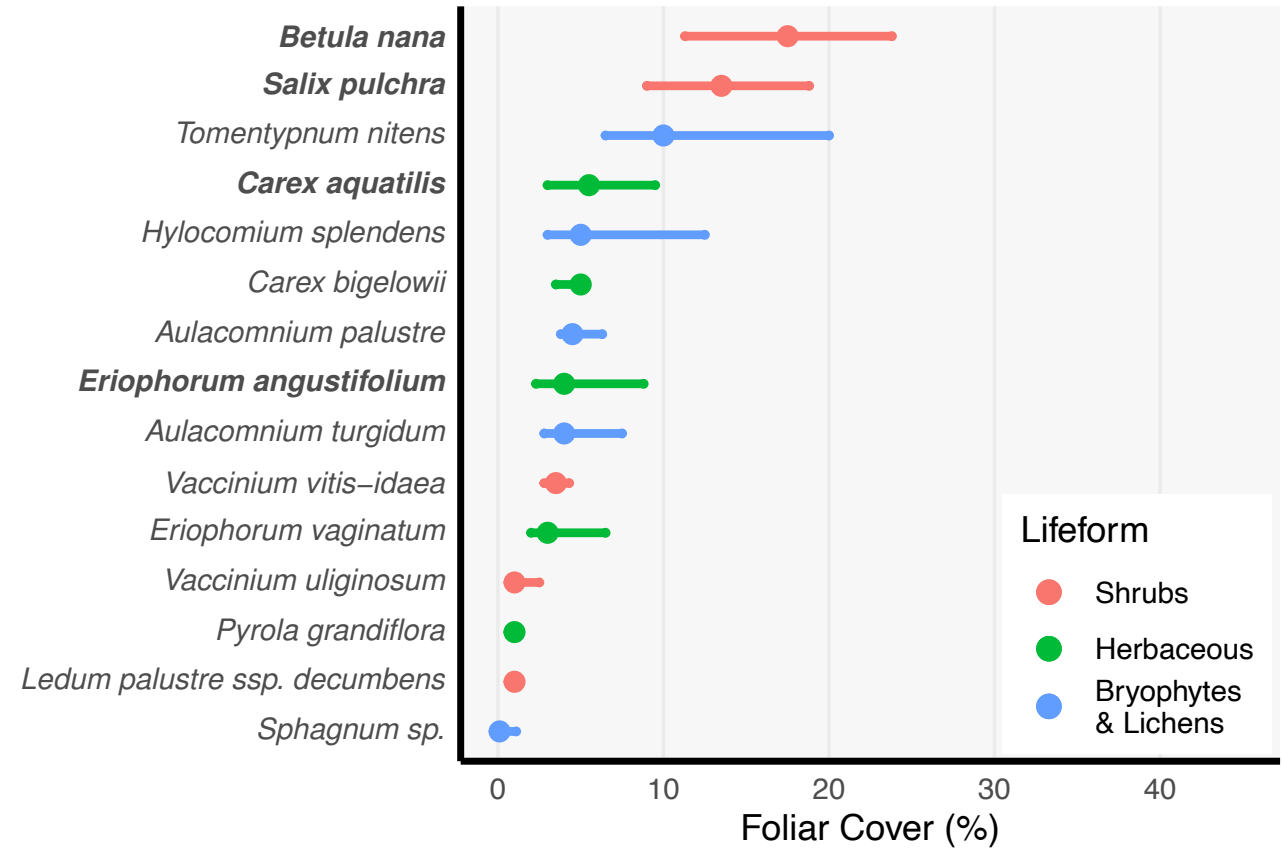 Betula nana
Salix pulchra
Tomentypnum nitens
Carex aquatilis
Hylocomium splendens
Carex bigelowii
Aulacomnium palustre
Eriophorum angustifolium
Aulacomnium turgidum
Vaccinium vitis−idaea
Eriophorum vaginatum
Vaccinium uliginosum
Pyrola grandiflora
Ledum palustre ssp. decumbens
Sphagnum sp.
Lifeform
Shrubs
Herbaceous
Bryophytes
& Lichens
0 10 20 30 40
Foliar Cover (%)